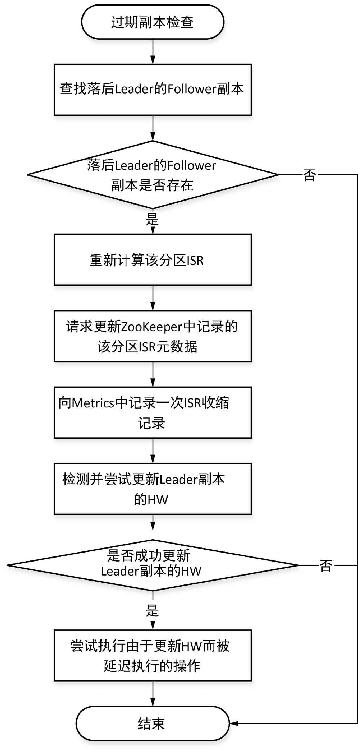 过期副本检查
查找落后Leader的Follower副本
落后Leader的Follower
副本是否存在
否
是
重新计算该分区ISR
请求更新ZooKeeper中记录的
该分区ISR元数据
向Metrics中记录一次ISR收缩
记录
检测并尝试更新Leader副本
的HW
是否成功更新
Leader副本的HW
否
是
尝试执行由于更新HW而被
延迟执行的操作
结束